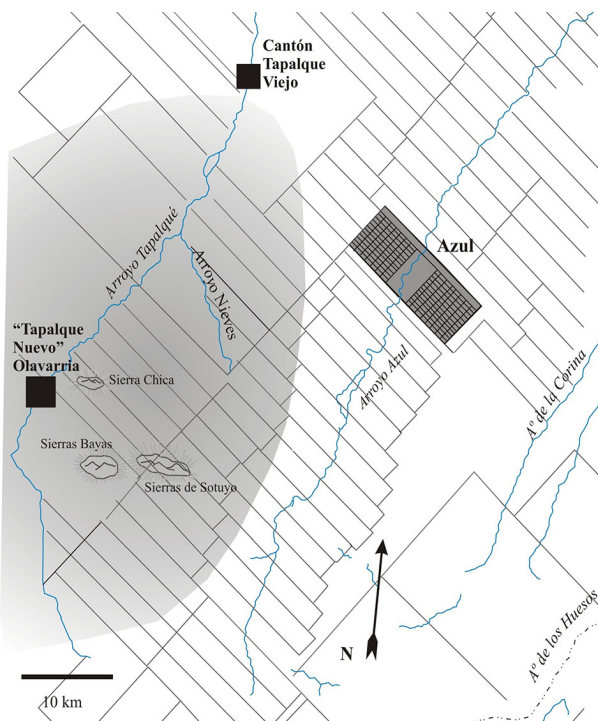 Cantón
Tapalque
Viejo
Arroyo Tapalqué
Arroyo Nieves
Azul
"Tapalque
Nuevo"
Olavarria
Sierra Chica
Arroyo Azul
Aº de la Corina
Sierras Bayas
Sierras de Sotuyo
Aº de los Huesos
N
10 km